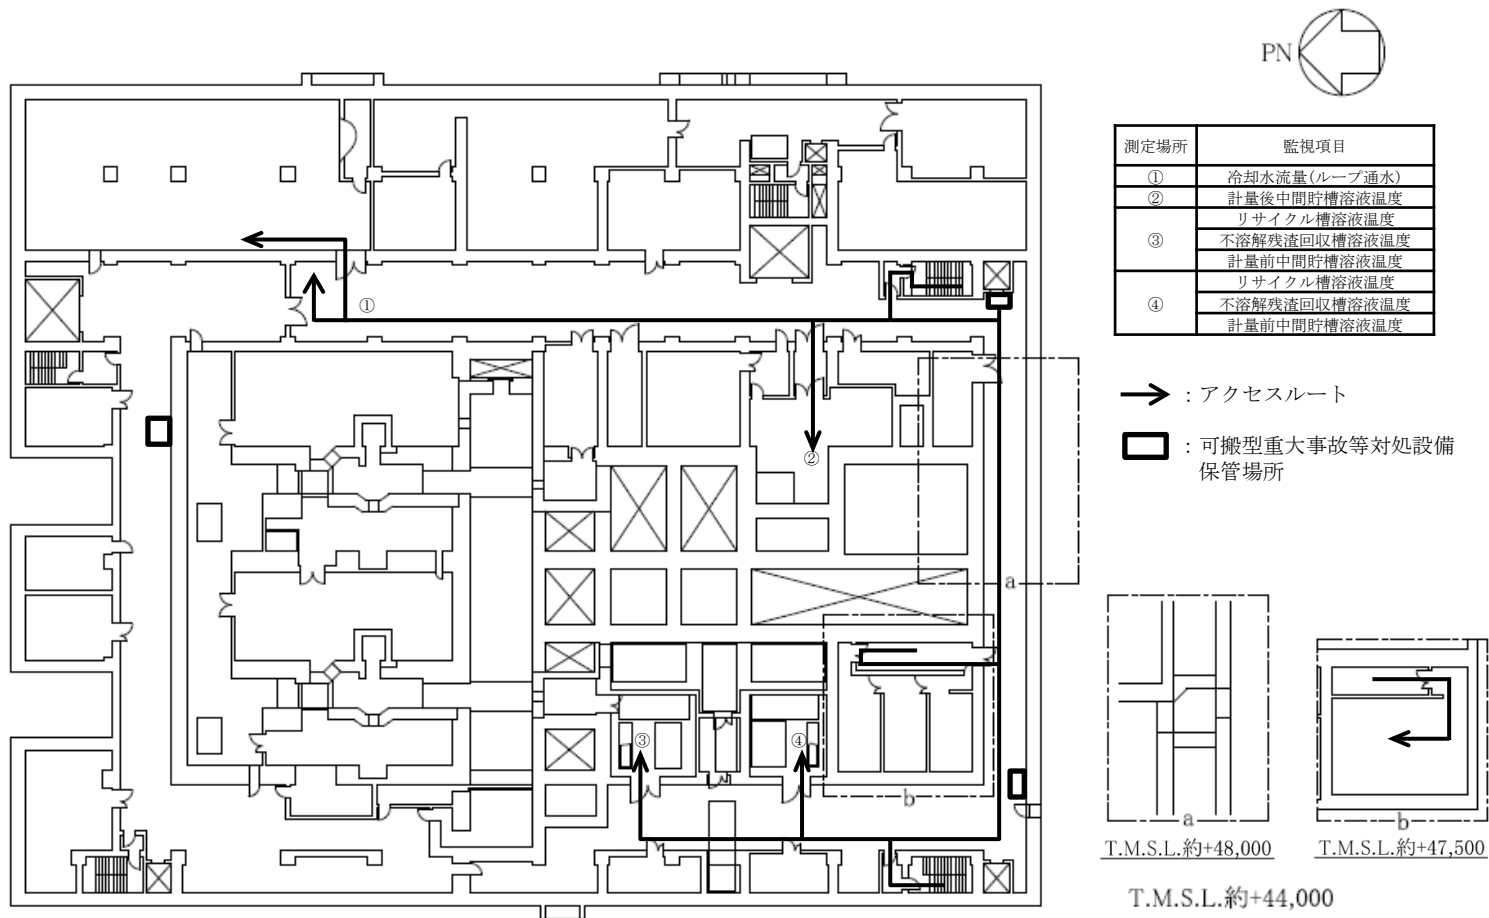 PN
測定場所 監視項目
① 冷却水流量(ループ通水)
② 計量後中間貯槽溶液温度
③ リサイクル槽溶液温度
不溶解残渣回収槽溶液温度
計量前中間貯槽溶液温度
④ リサイクル槽溶液温度
不溶解残渣回収槽溶液温度
計量前中間貯槽溶液温度
：アクセスルート
：可搬型重大事故等対処設備
保管場所
①
②
③
④
a
b
a
T.M.S.L.約+48,000
b
T.M.S.L.約+47,500
T.M.S.L.約+44,000